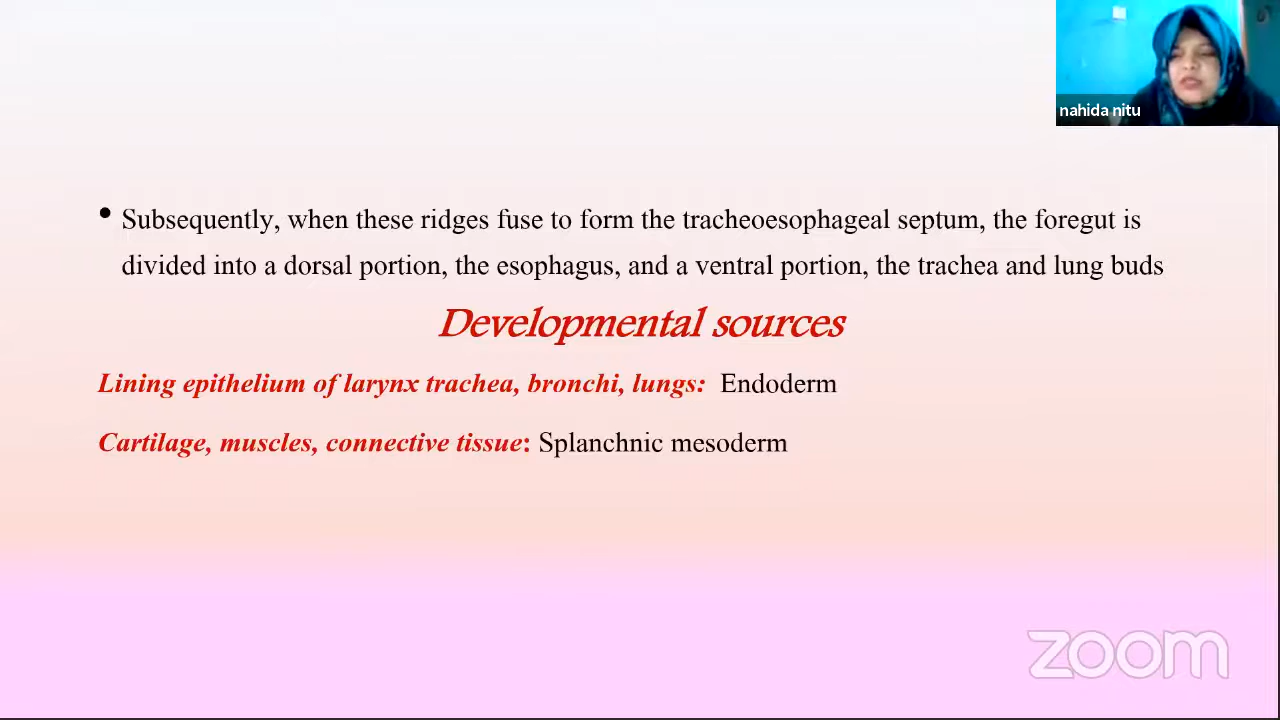 nahida nitu
• Subsequently, when these ridges fuse to form the tracheoesophageal septum, the foregut is
divided into a dorsal portion, the esophagus, and a ventral portion, the trachea and lung buds
Developmental sources
Lining epithelium of larynx trachea, bronchi, lungs: Endoderm
Cartilage, muscles, connective tissue: Splanchnic mesoderm
zoom